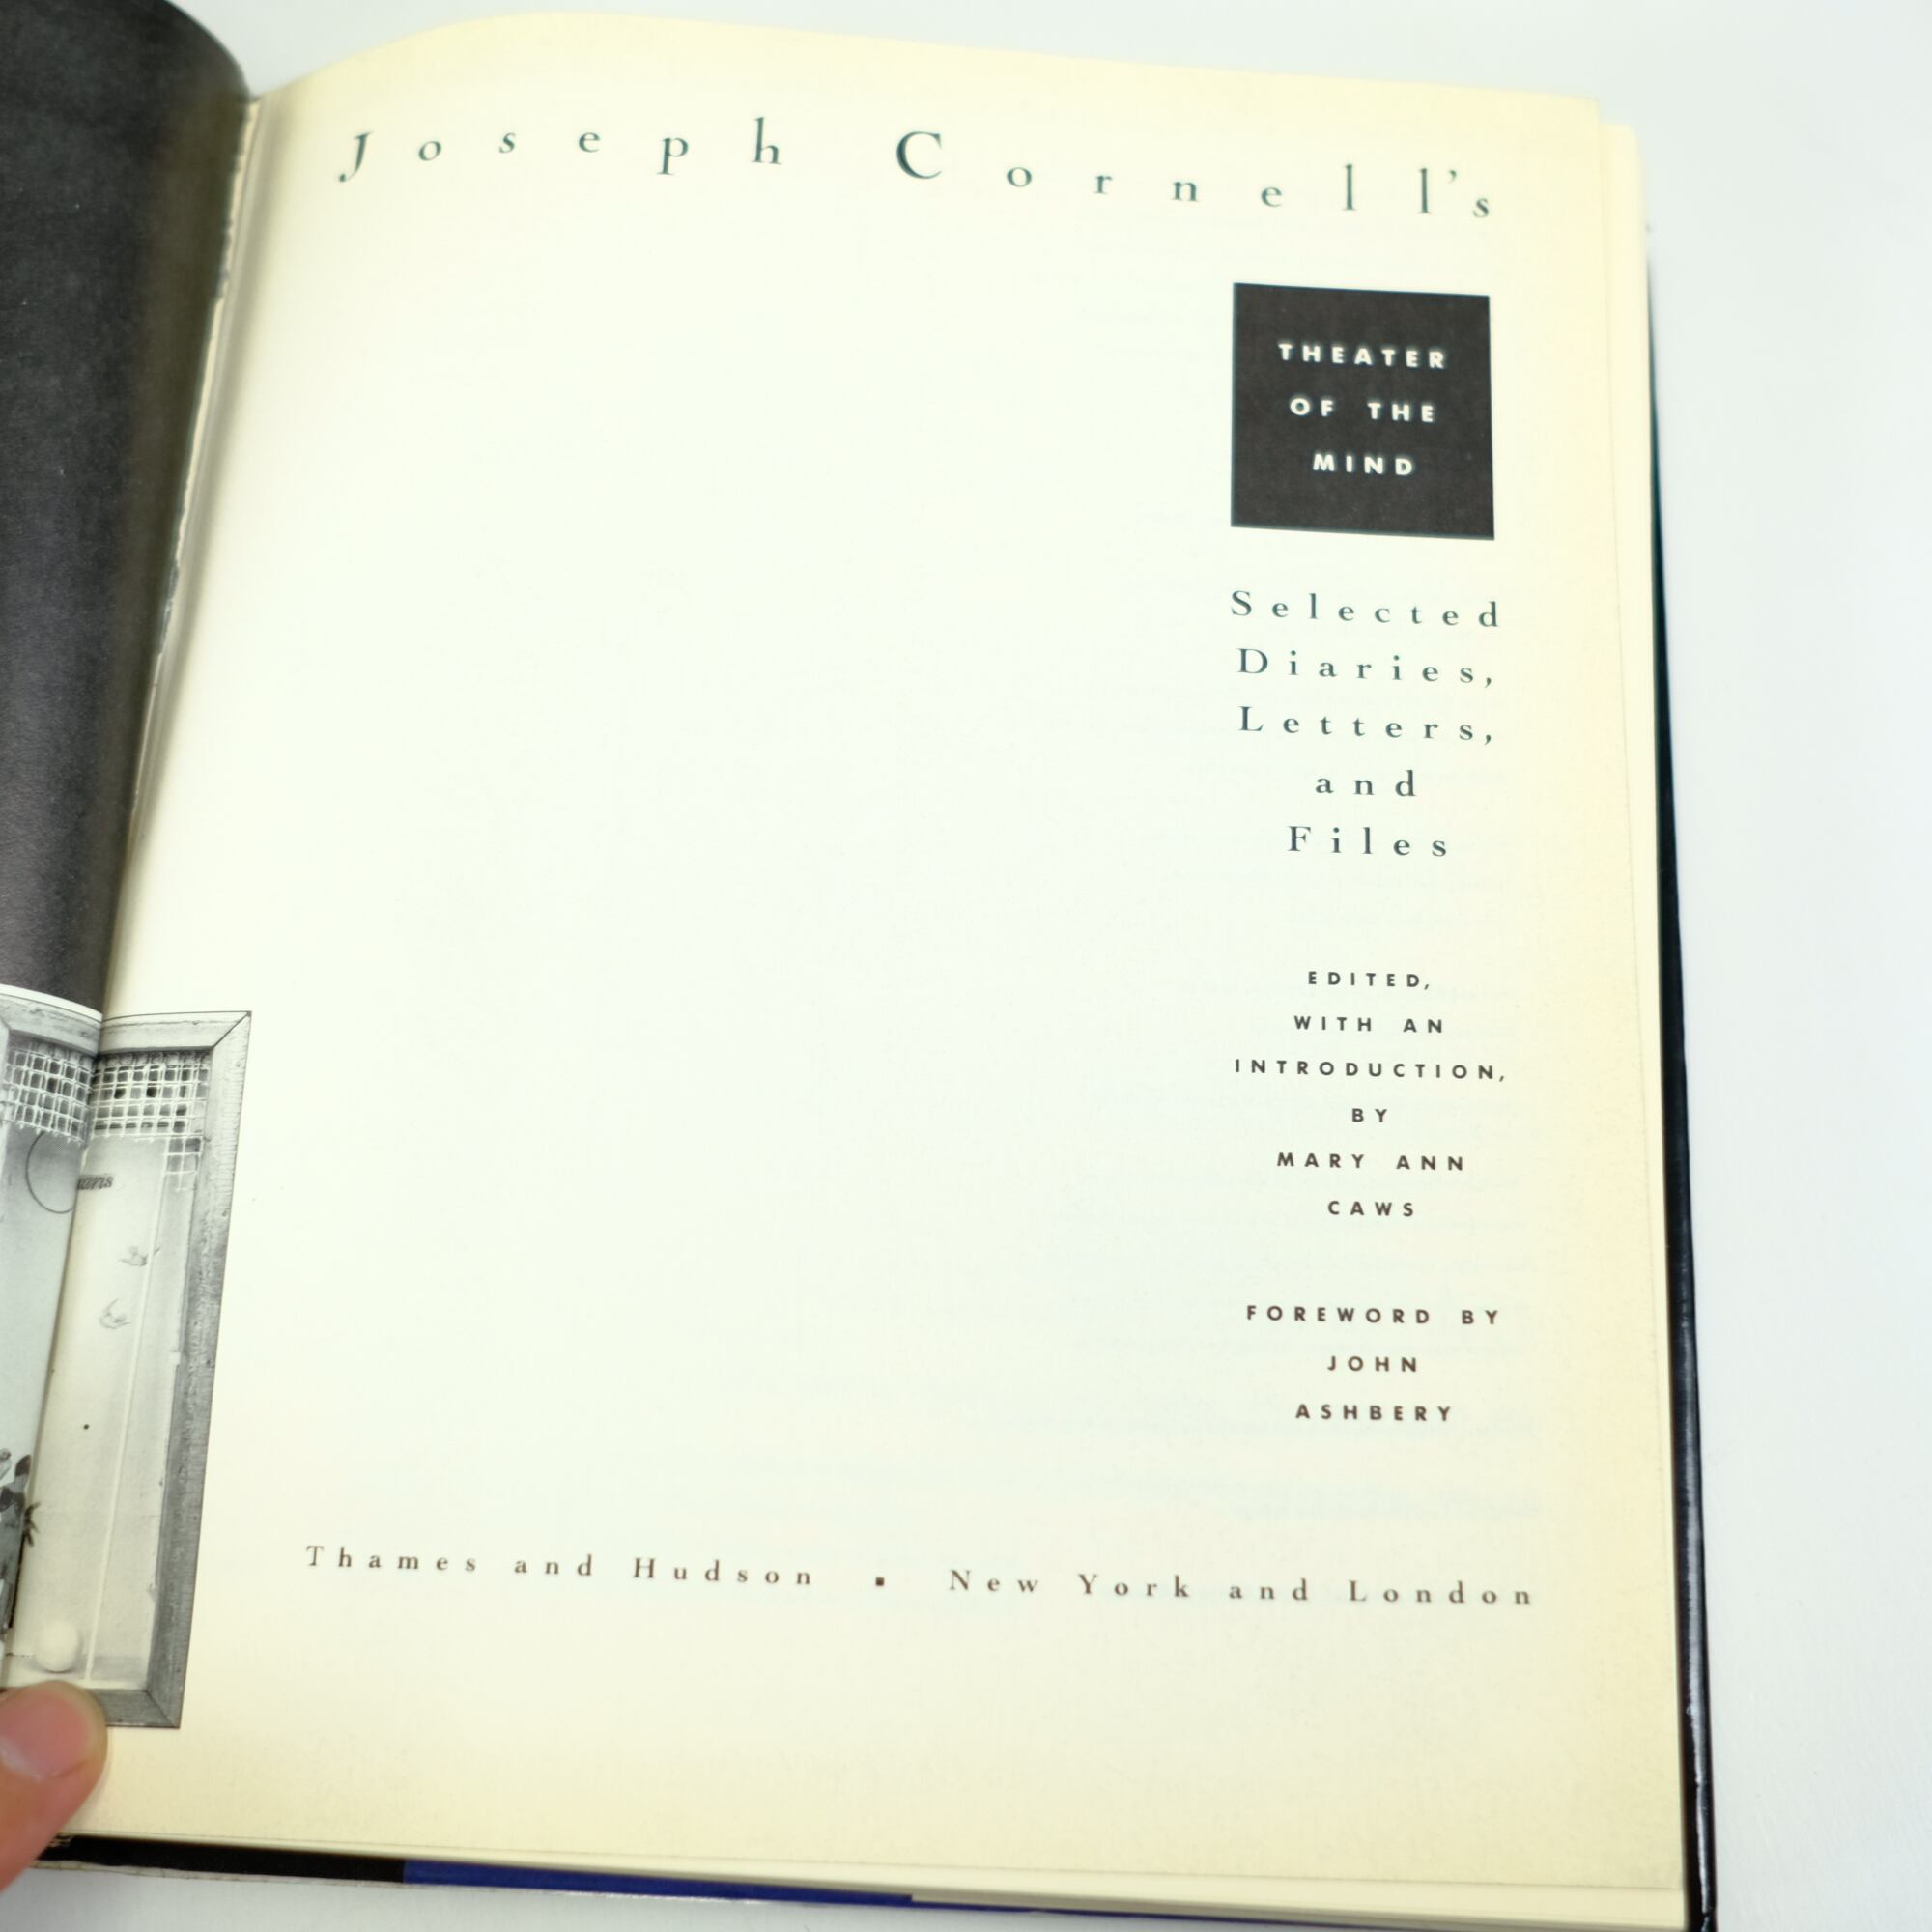 Joseph Cornell's
THEATER
OF THE
MIND
Selected
Diaries,
Letters,
and
Files
EDITED,
WITH AN
INTRODUCTION,
BY
MARY ANN
CAWS
FOREWORD BY
JOHN
ASHBERY
Thames and Hudson ▪ New York and London